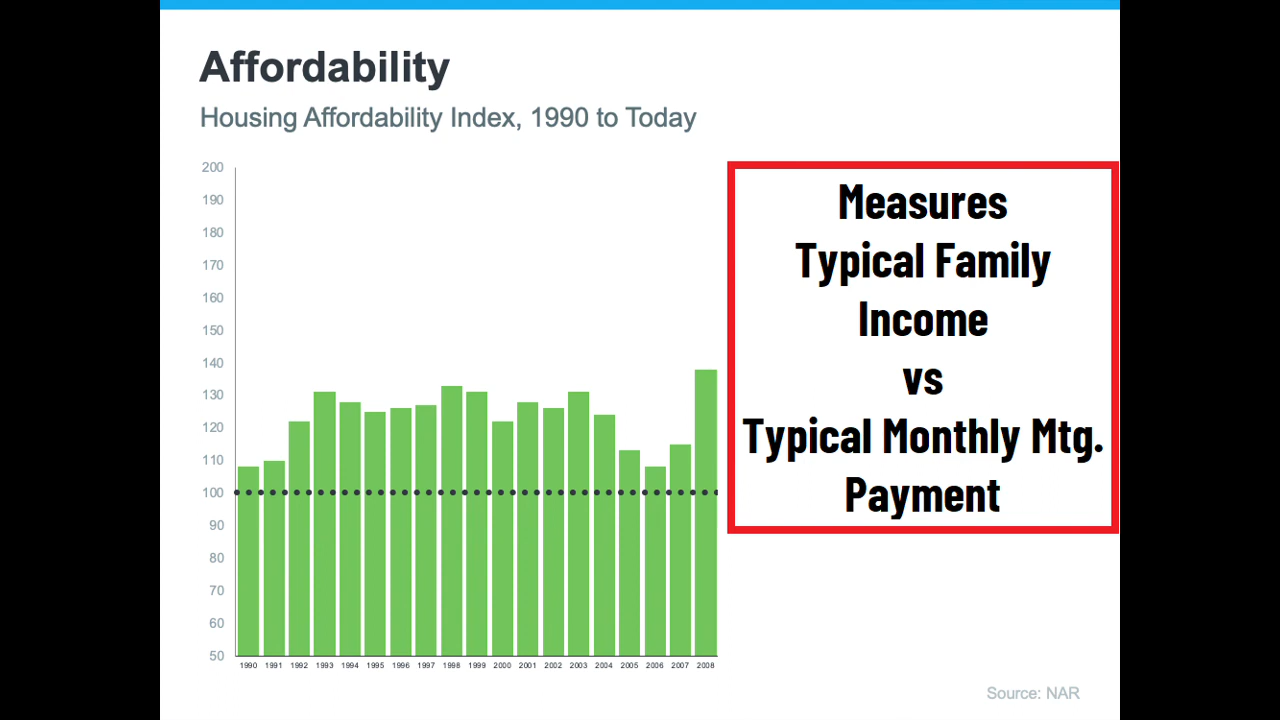 Affordability
Housing Affordability Index, 1990 to Today
200
190
180
170
160
150
140
130
120
110
100
90
80
70
60
50
1990 1991 1992 1993 1994 1995 1996 1997 1998 1999 2000 2001 2002 2003 2004 2005 2006 2007 2008
Measures
Typical Family
Income
vs
Typical Monthly Mtg.
Payment
Source: NAR